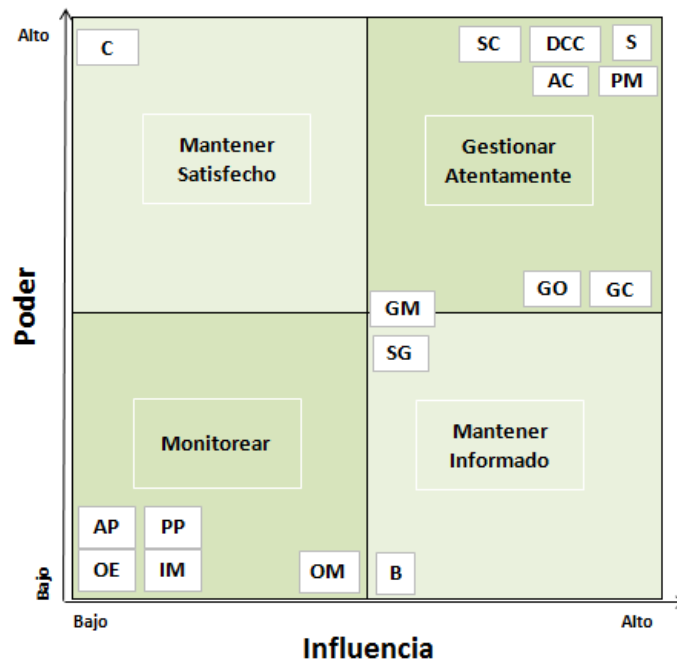 Alto
C
SC DCC S
AC PM
Mantener
Satisfecho
Gestionar
Atentamente
Poder
GO GC
GM
SG
Monitorear
Mantener
Informado
AP PP
OE IM OM B
Bajo
Bajo Alto
Influencia